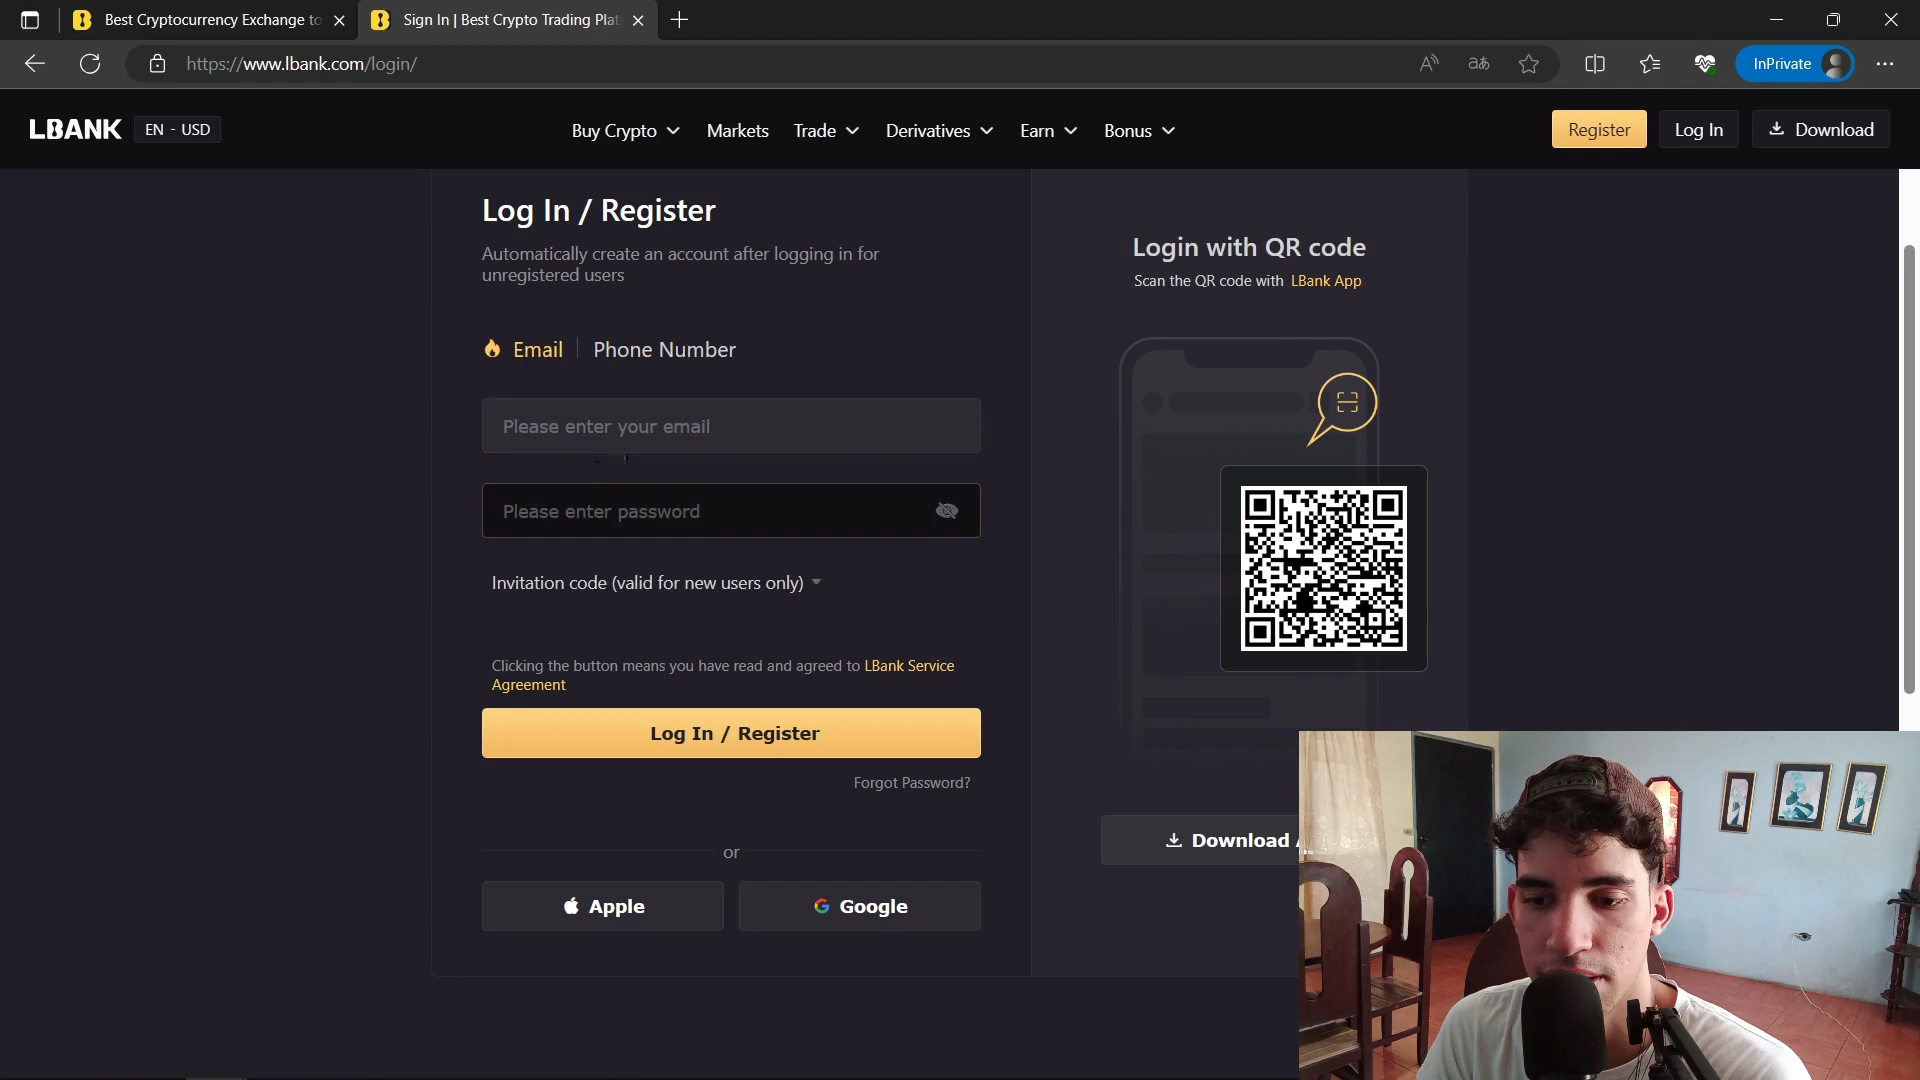 Best Cryptocurrency Exchange to
Sign In | Best Crypto Trading Plat
https://www.lbank.com/login/
InPrivate
LBANK
EN - USD
Buy Crypto
Markets
Trade
Derivatives
Earn
Bonus
Register
Log In
Download
Log In / Register
Automatically create an account after logging in for
unregistered users
Email
Phone Number
Please enter your email
Please enter password
Invitation code (valid for new users only)
Clicking the button means you have read and agreed to LBank Service
Agreement
Log In / Register
Forgot Password?
or
Apple
Google
Login with QR code
Scan the QR code with LBank App
Download